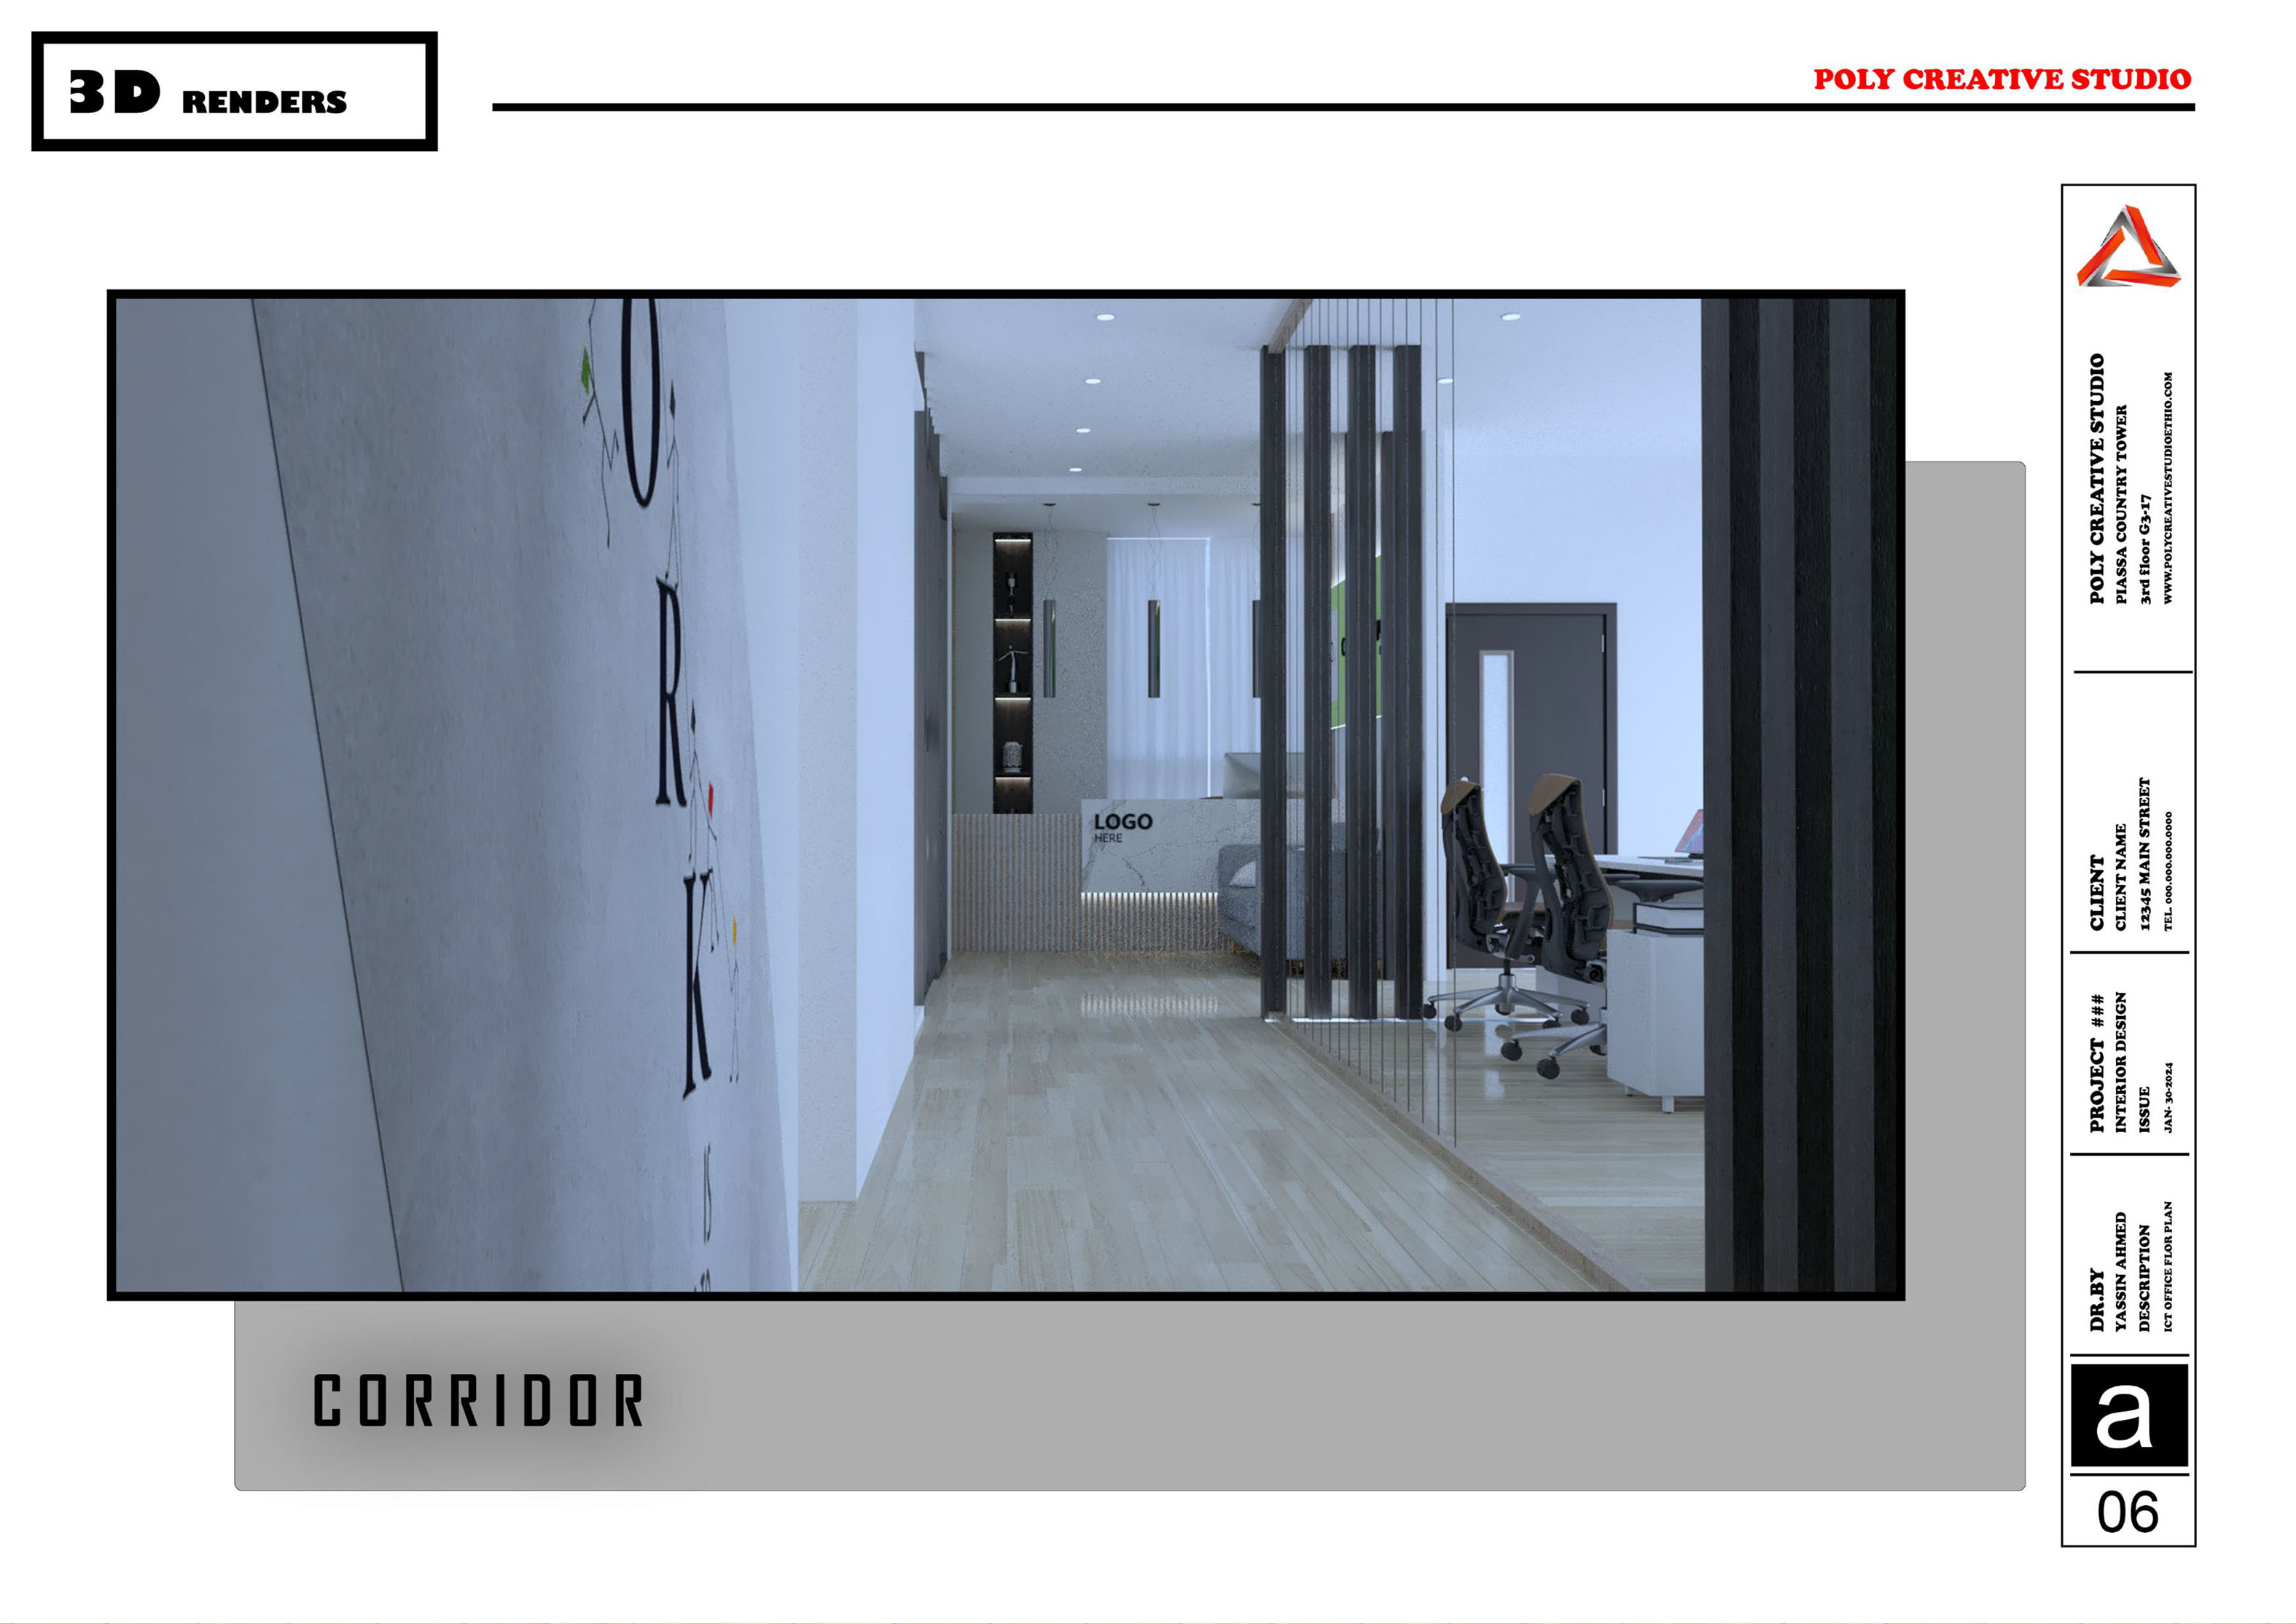 3D RENDERS
POLY CREATIVE STUDIO
O
R
K
IS
LOGO
HERE
CORRIDOR
POLY CREATIVE STUDIO
PIASSA COUNTRY TOWER
3rd floor G3-17
WWW.POLYCREATIVESTUDIOETHIO.COM
CLIENT
CLIENT NAME
12345 MAIN STREET
TEL 000.000.000.0000
PROJECT ###
INTERIOR DESIGN
ISSUE
JAN- 30-2024
DR.BY
YASSIN AHMED
DESCRIPTION
ICT OFFICE FLOR PLAN
a
06